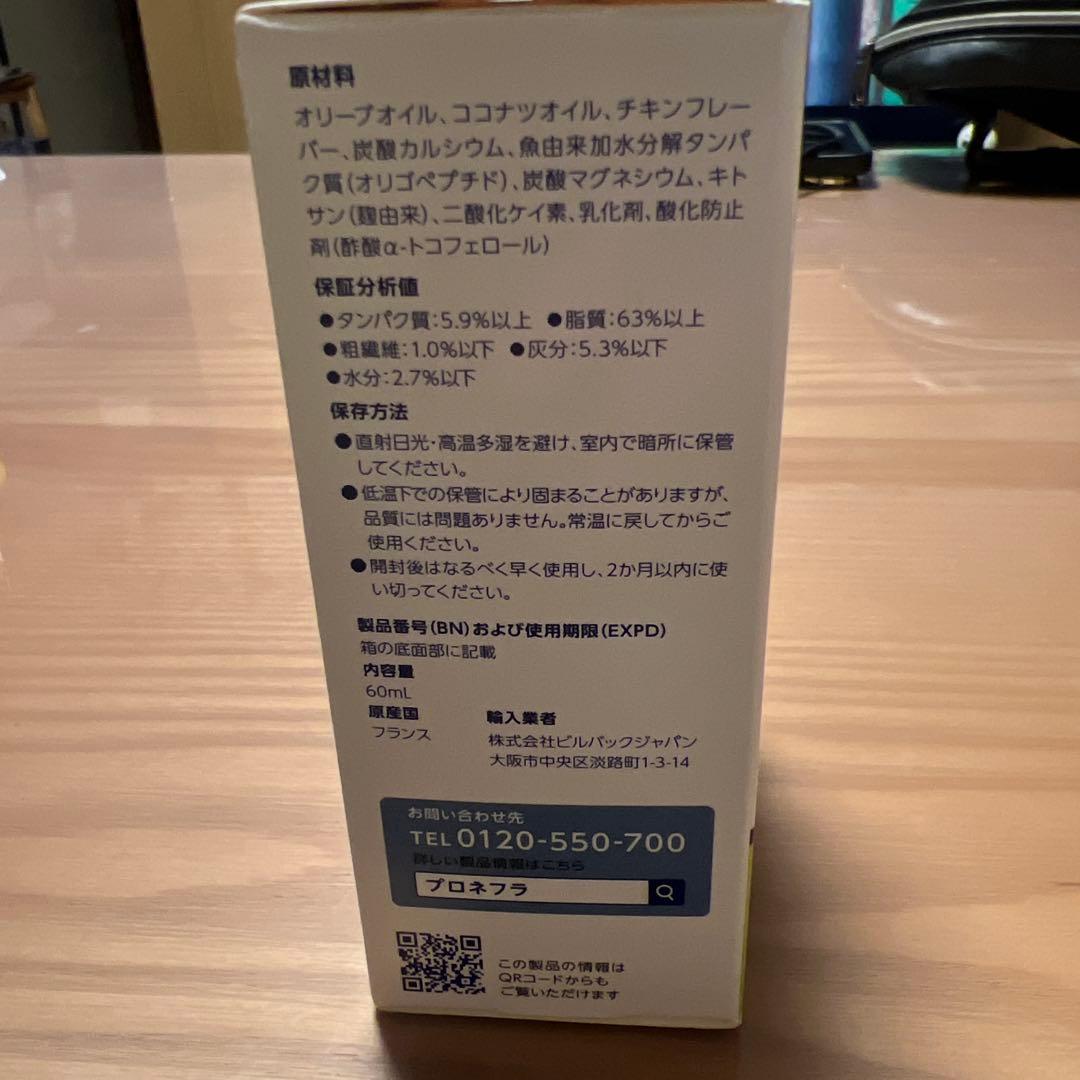 原材料
オリーブオイル、ココナツオイル、チキンフレー
バー、炭酸カルシウム、魚由来加水分解タンパ
ク質(オリゴペプチド)、炭酸マグネシウム、キト
サン(麹由来)、二酸化ケイ素、乳化剤、酸化防止
剤(酢酸α-トコフェロール)
保証分析値
●タンパク質:5.9%以上 ●脂質:63%以上
●粗繊維:1.0%以下 ●灰分:5.3%以下
●水分:2.7%以下
保存方法
●直射日光・高温多湿を避け、室内で暗所に保管
してください。
●低温下での保管により固まることがありますが、
品質には問題ありません。常温に戻してからご
使用ください。
●開封後はなるべく早く使用し、2か月以内に使
い切ってください。
製品番号(BN)および使用期限(EXPD)
箱の底面部に記載
内容量
60mL
原産国
フランス
輸入業者
株式会社ビルバックジャパン
大阪市中央区淡路町1-3-14
お問い合わせ先
TEL 0120-550-700
詳しい製品情報はこちら
プロネフラ
この製品の情報は
QRコードからも
ご覧いただけます